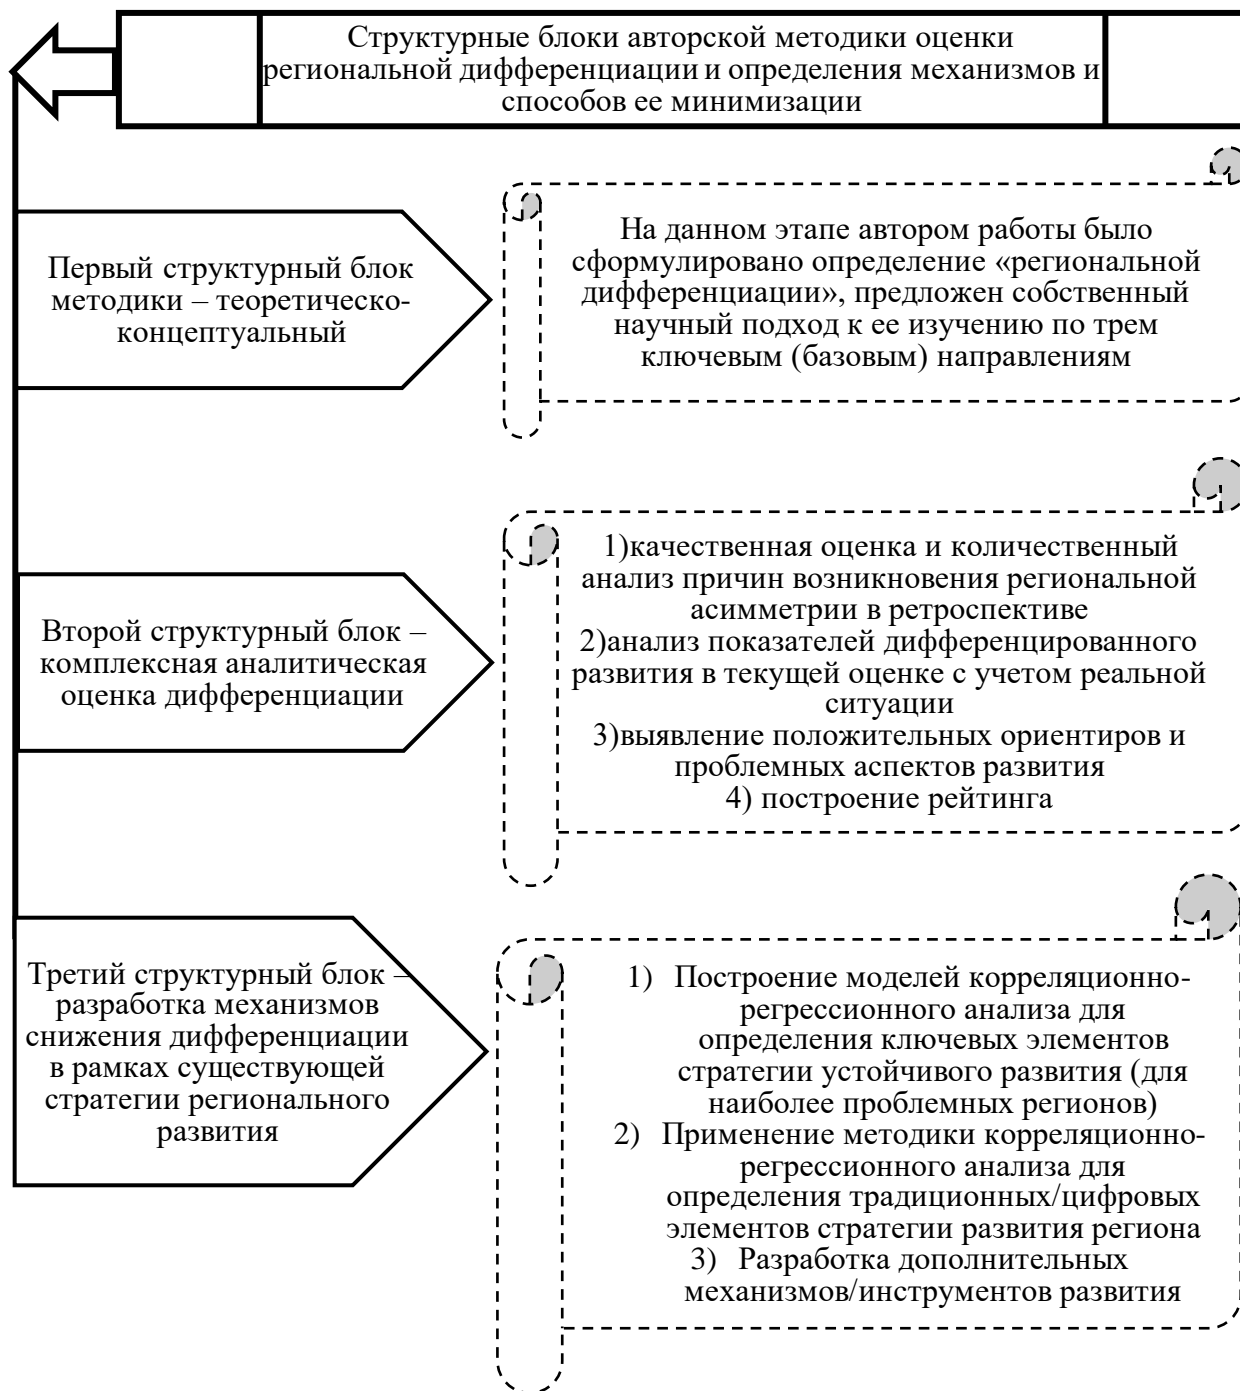 Структурные блоки авторской методики оценки
региональной дифференциации и определения механизмов и
способов ее минимизации
Первый структурный блок
методики – теоретическо-
концептуальный
На данном этапе автором работы было
сформулировано определение «региональной
дифференциации», предложен собственный
научный подход к ее изучению по трем
ключевым (базовым) направлениям
Второй структурный блок –
комплексная аналитическая
оценка дифференциации
1)качественная оценка и количественный
анализ причин возникновения региональной
асимметрии в ретроспективе
2)анализ показателей дифференцированного
развития в текущей оценке с учетом реальной
ситуации
3)выявление положительных ориентиров и
проблемных аспектов развития
4) построение рейтинга
Третий структурный блок –
разработка механизмов
снижения дифференциации
в рамках существующей
стратегии регионального
развития
1) Построение моделей корреляционно-
регрессионного анализа для
определения ключевых элементов
стратегии устойчивого развития (для
наиболее проблемных регионов)
2) Применение методики корреляционно-
регрессионного анализа для
определения традиционных/цифровых
элементов стратегии развития региона
3) Разработка дополнительных
механизмов/инструментов развития